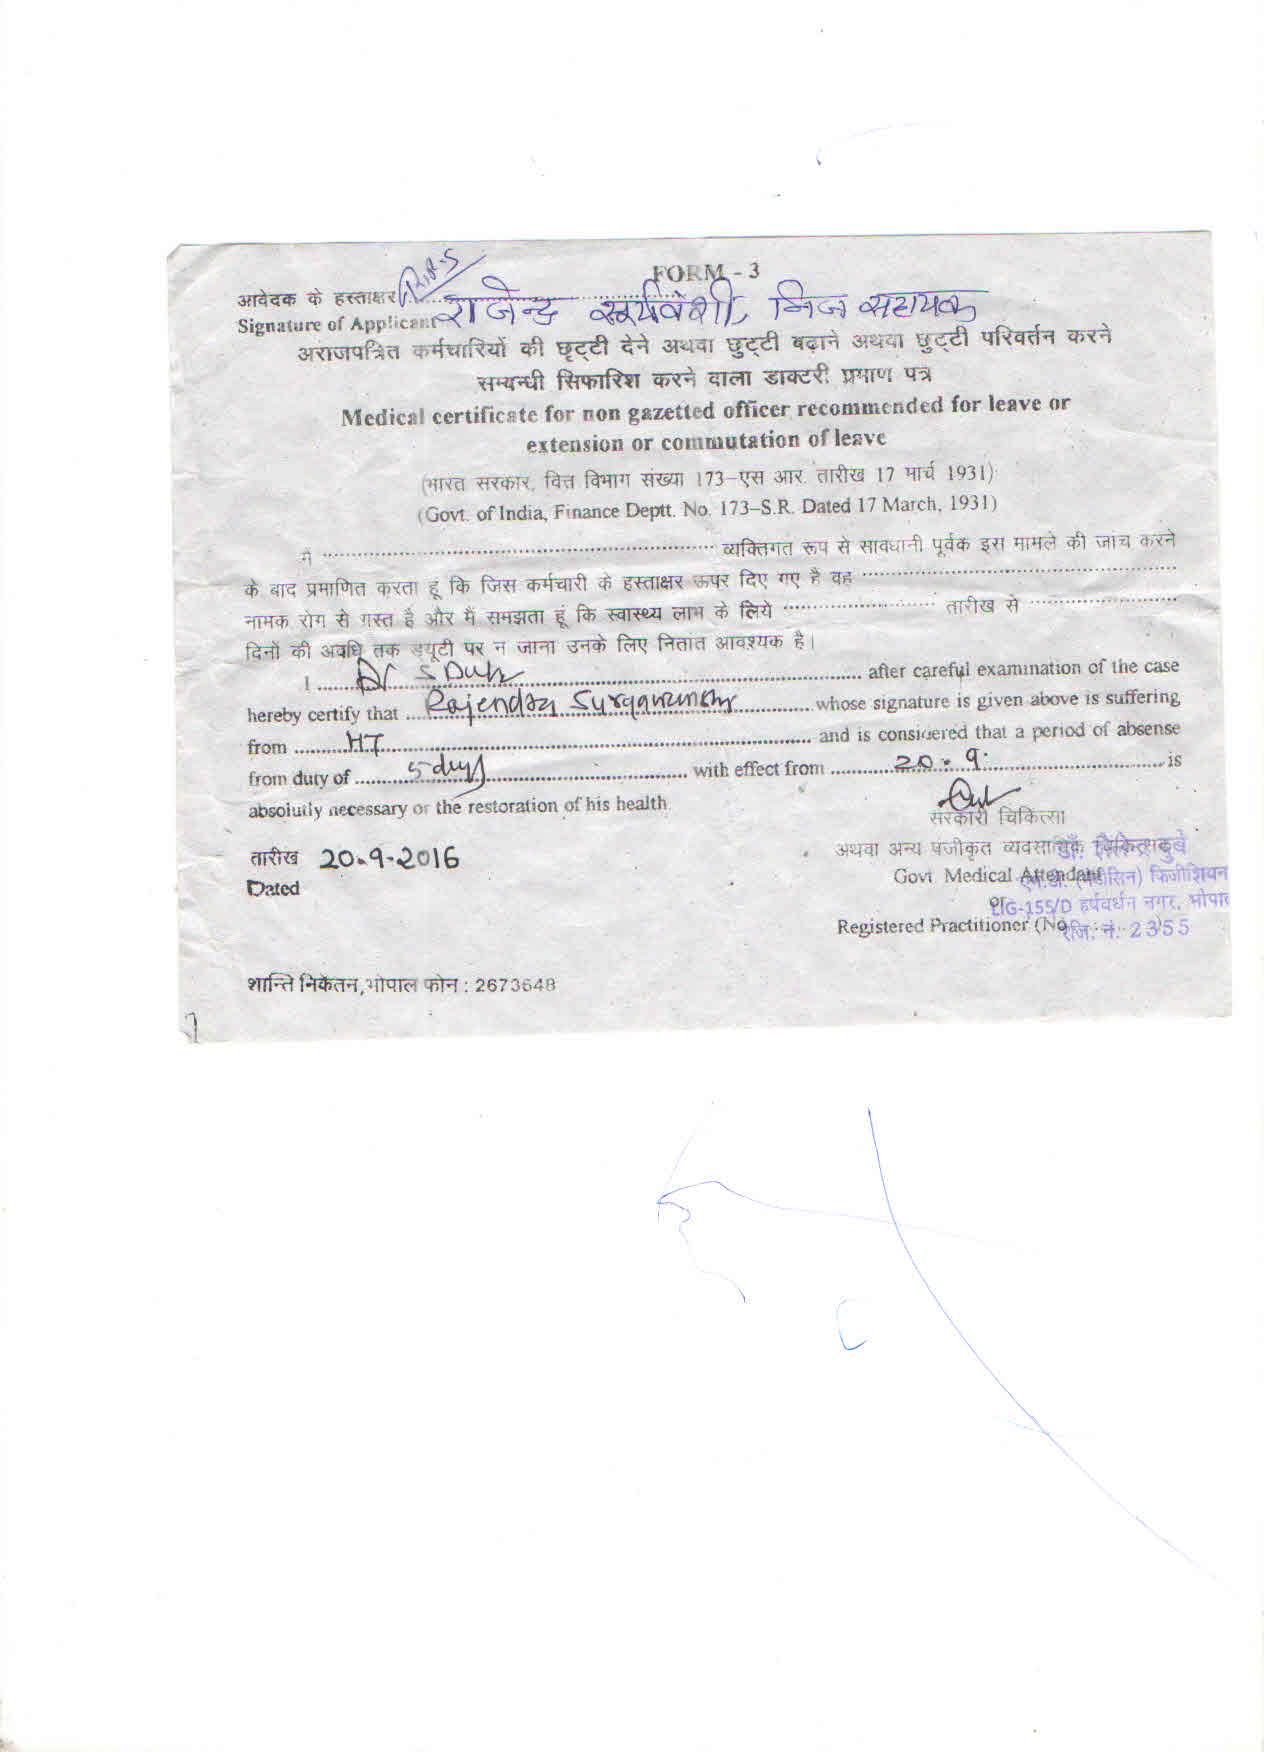 FORM - 3
आवेदक के हस्ताक्षर
Signature of Applicant राजेन्द्र सूर्यवंशी, निज सहायक
अराजपत्रित कर्मचारियों की छृट्टी देने अथवा छुट्टी बढ़ाने अथवा छुट्टी परिवर्तन करने
सम्बन्धी सिफारिश करने वाला डाक्टरी प्रमाण पत्र
Medical certificate for non gazetted officer recommended for leave or
extension or commutation of leave
(भारत सरकार, वित्त विभाग संख्या 173–एस आर. तारीख 17 मार्च 1931)
(Govt. of India, Finance Deptt. No. 173–S.R. Dated 17 March, 1931)
मैं .................... व्यक्तिगत रूप से सावधानी पूर्वक इस मामले की जांच करने
के बाद प्रमाणित करता हूं कि जिस कर्मचारी के हस्ताक्षर ऊपर दिए गए है वह ....................
नामक रोग से ग्रस्त है और मैं समझता हूं कि स्वास्थ्य लाभ के लिये .................... तारीख से ....................
दिनों की अवधि तक ड्यूटी पर न जाना उनके लिए नितांत आवश्यक है।
I ..... Dr S Dube .................... after careful examination of the case
hereby certify that ..... Rajendra Suryawanshi ..... whose signature is given above is suffering
from ..... HT .................... and is considered that a period of absense
from duty of ..... 5 days ..... with effect from ..... 20.9. ..... is
absolutly necessary or the restoration of his health.
सरकारी चिकित्सा
तारीख 20.9.2016
अथवा अन्य पंजीकृत व्यवसायिक चिकित्सक
Dated
Govt Medical Attendant
or
Registered Practitioner (No
दुबे
(मेडीसिन) फिजीशियन
LIG-155/D हर्षवर्धन नगर, भोपाल
रजि. नं. 2355
शान्ति निकेतन, भोपाल फोन : 2673648